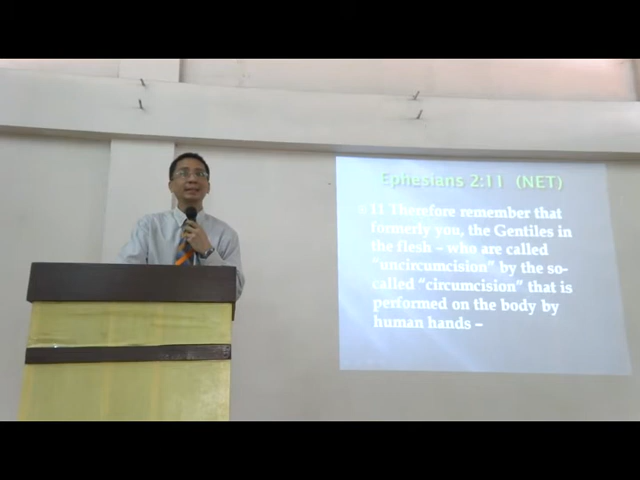 Ephesians 2:11 (NET)
11 Therefore remember that
formerly you, the Gentiles in
the flesh – who are called
“uncircumcision” by the so-
called “circumcision” that is
performed on the body by
human hands –